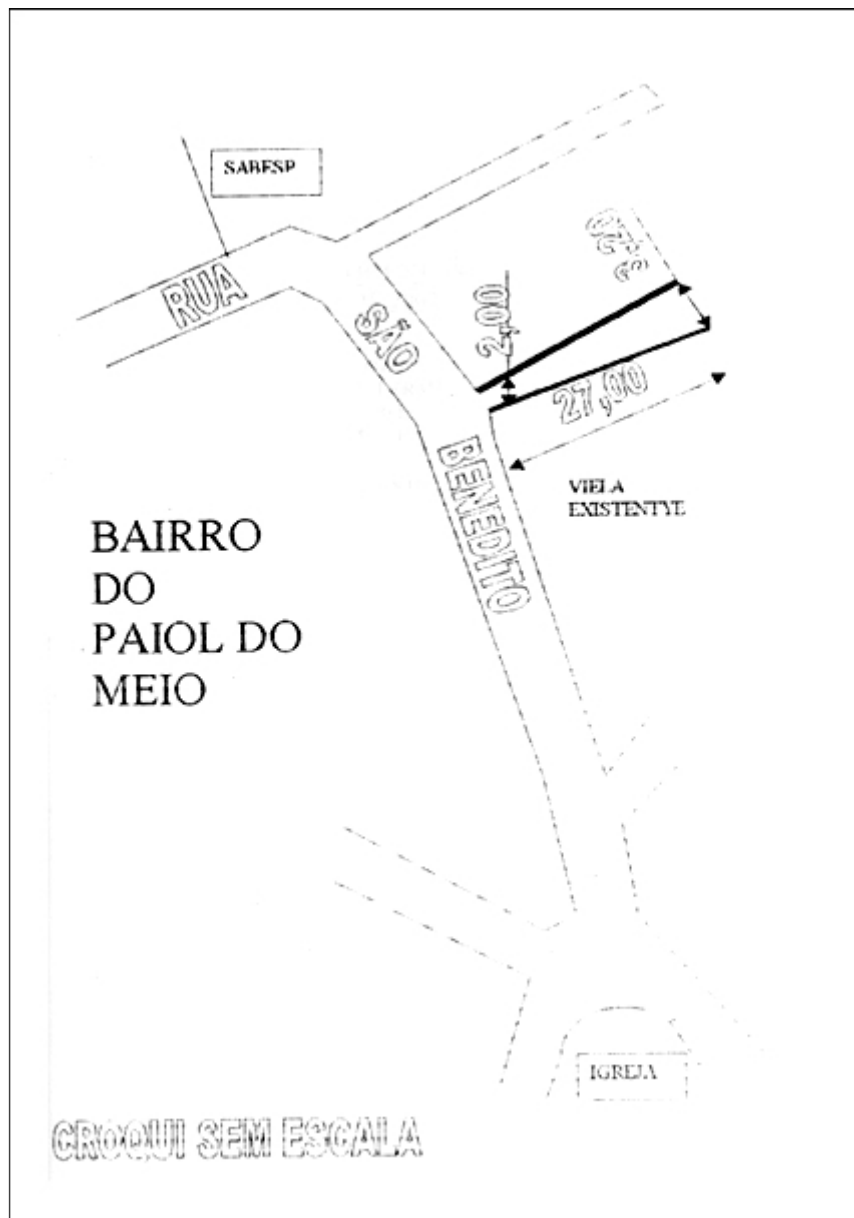 SABESP
RUA
SÃO
BENEDITO
2,00
3,20
27,00
VIELA
EXISTENTYE
BAIRRO
DO
PAIOL DO
MEIO
IGREJA
CROQUI SEM ESCALA